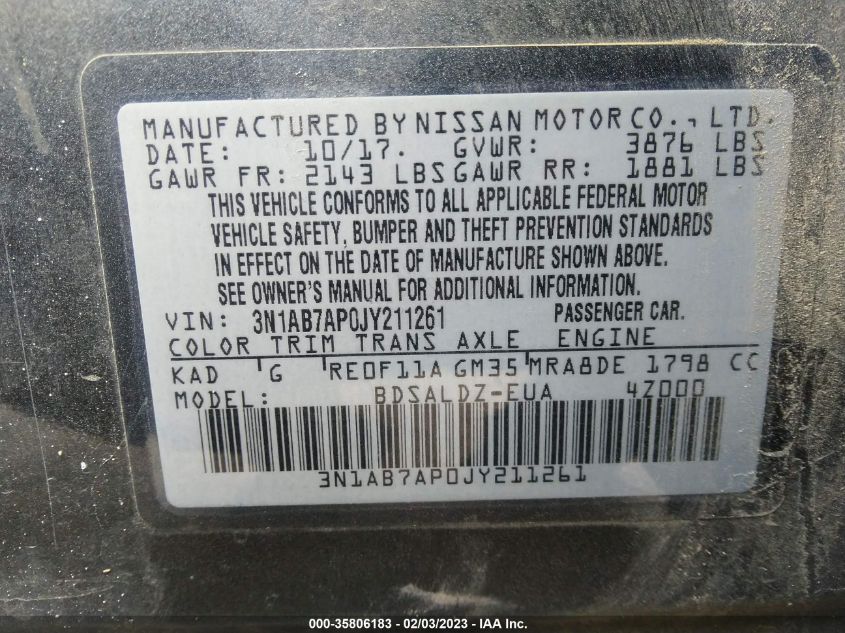 MANUFACTURED BY NISSAN MOTOR CO., LTD.
DATE: 10/17. GVWR: 3876 LBS
GAWR FR: 2143 LBS GAWR RR: 1881 LBS
THIS VEHICLE CONFORMS TO ALL APPLICABLE FEDERAL MOTOR
VEHICLE SAFETY, BUMPER AND THEFT PREVENTION STANDARDS
IN EFFECT ON THE DATE OF MANUFACTURE SHOWN ABOVE.
SEE OWNER'S MANUAL FOR ADDITIONAL INFORMATION.
VIN: 3N1AB7AP0JY211261 PASSENGER CAR.
COLOR TRIM TRANS AXLE ENGINE
KAD G RE0F11A GM35 MRA8DE 1798 CC
MODEL: BDSALDZ-EUA 4Z000
3N1AB7AP0JY211261
000-35806183 - 02/03/2023 - IAA Inc.